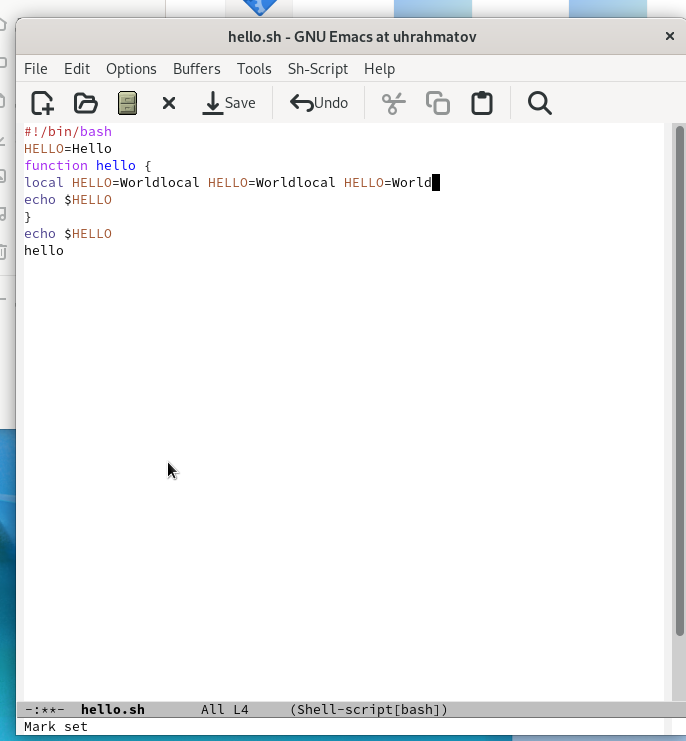 hello.sh - GNU Emacs at uhrahmatov
File Edit Options Buffers Tools Sh-Script Help
Save Undo
#!/bin/bash
HELLO=Hello
function hello {
local HELLO=Worldlocal HELLO=Worldlocal HELLO=World
echo $HELLO
}
echo $HELLO
hello
-:**- hello.sh All L4 (Shell-script[bash])
Mark set